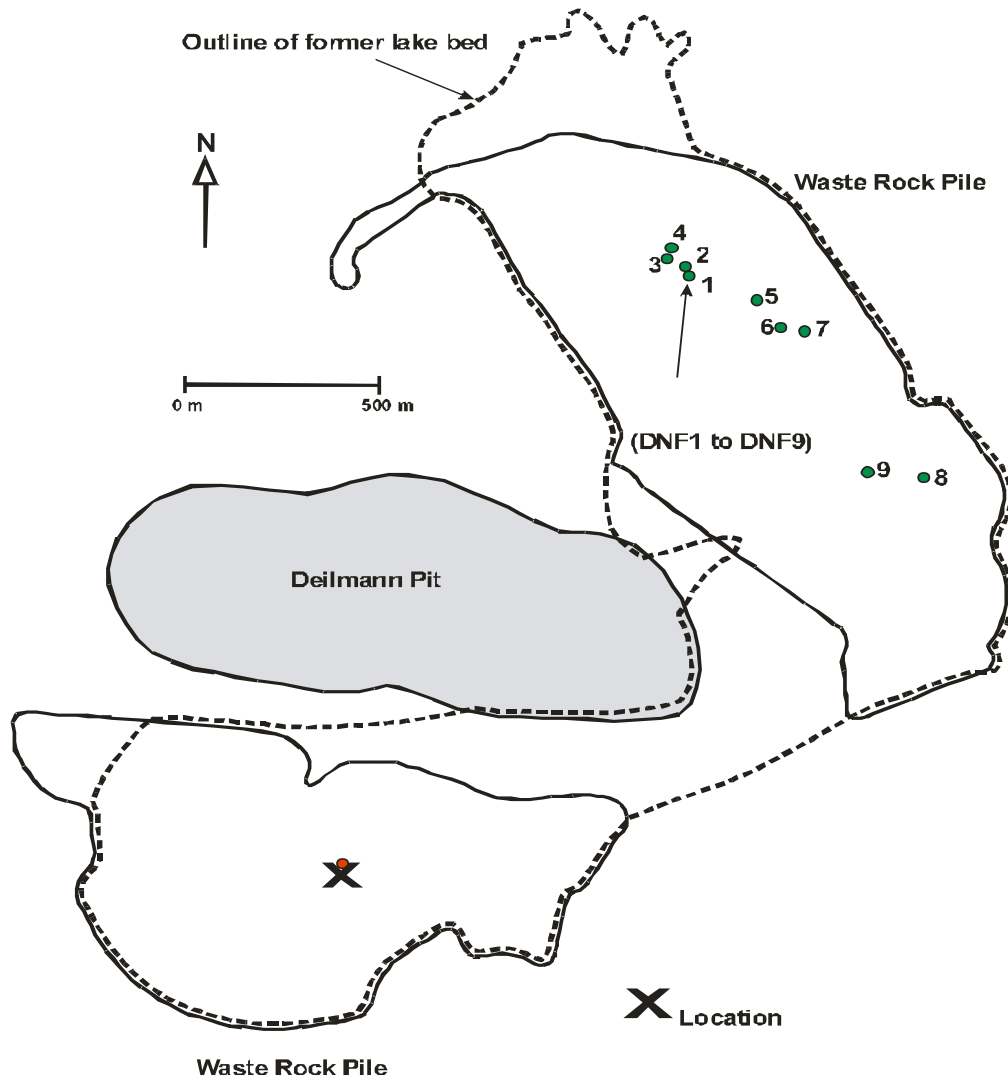 Outline of former lake bed
N
Waste Rock Pile
4
2
3
1
5
6
7
0 m
500 m
(DNF1 to DNF9)
9
8
Deilmann Pit
Location
Waste Rock Pile